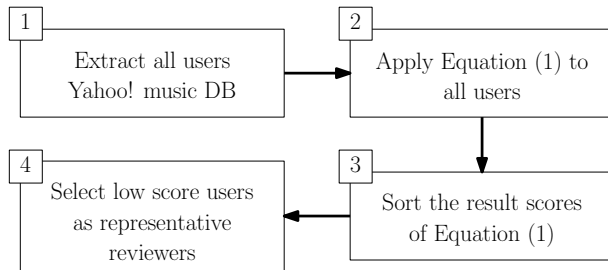 1
Extract all users
Yahoo! music DB
2
Apply Equation (1) to
all users
3
Sort the result scores
of Equation (1)
4
Select low score users
as representative
reviewers